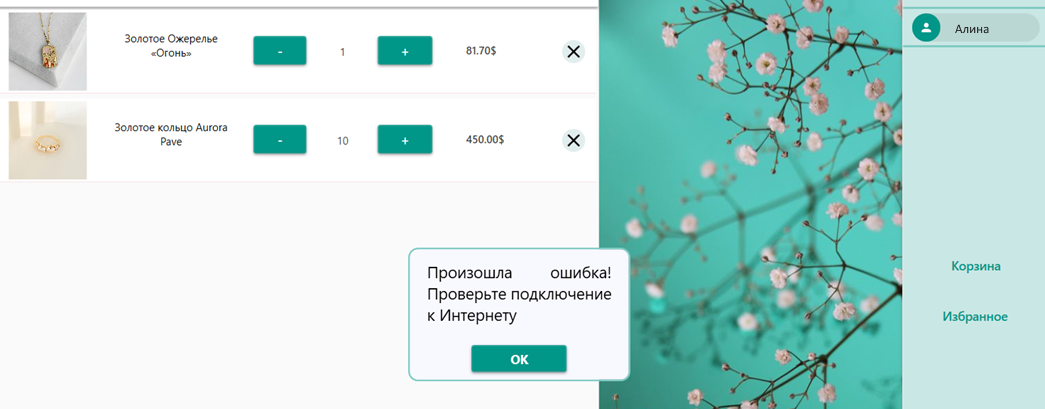 Золотое Ожерелье
«Огонь»
-
1
+
81.70$
Золотое кольцо Aurora
Pave
-
10
+
450.00$
Произошла ошибка!
Проверьте подключение
к Интернету
ОК
Алина
Корзина
Избранное